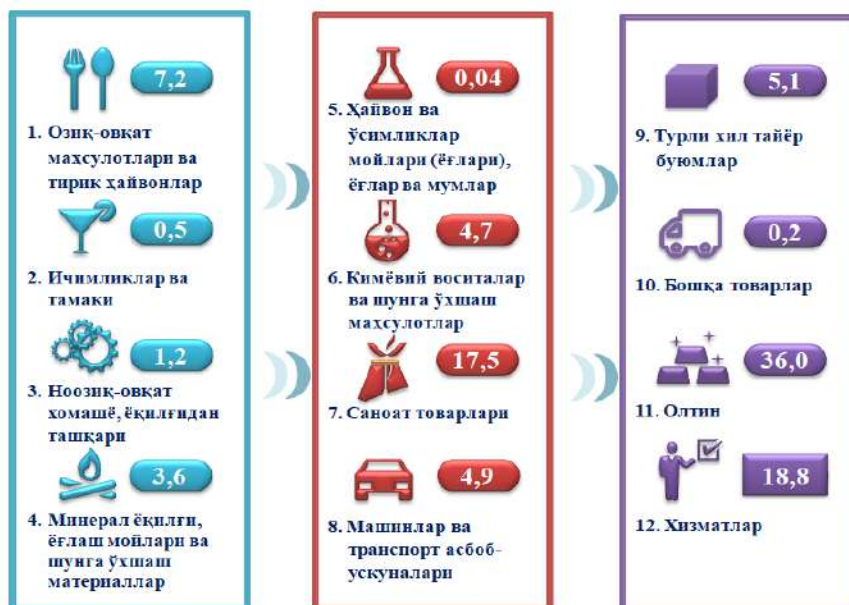 7,2
1. Озиқ-овқат
маҳсулотлари ва
тирик ҳайвонлар
0,5
2. Ичимликлар ва
тамаки
1,2
3. Ноозиқ-овқат
хомашё, ёқилғидан
ташқари
3,6
4. Минерал ёқилғи,
ёғлаш мойлари ва
шунга ўхшаш
материаллар
0,04
5. Ҳайвон ва
ўсимликлар
мойлари (ёғлари),
ёғлар ва мумлар
4,7
6. Кимёвий воситалар
ва шунга ўхшаш
маҳсулотлар
17,5
7. Саноат товарлари
4,9
8. Машинлар ва
транспорт асбоб-
ускуналари
5,1
9. Турли хил тайёр
буюмлар
0,2
10. Бошқа товарлар
36,0
11. Олтин
18,8
12. Хизматлар